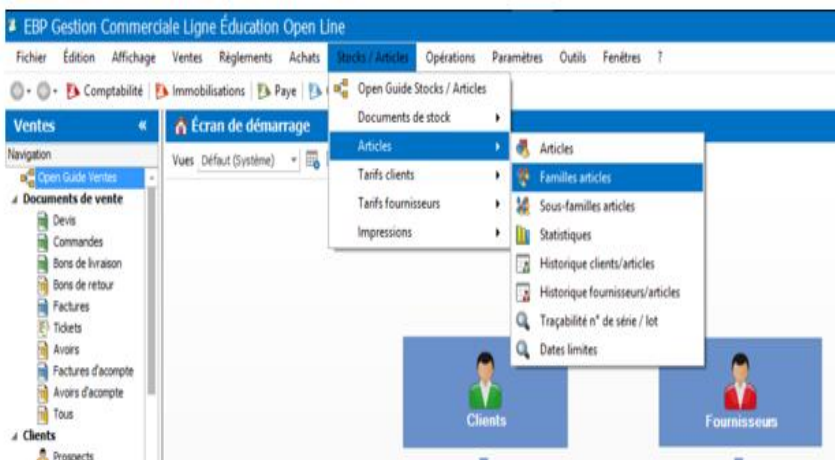 EBP Gestion Commerciale Ligne Éducation Open Line
Fichier Édition Affichage Ventes Règlements Achats Stocks / Articles Opérations Paramètres Outils Fenêtres ?
Comptabilité Immobilisations Paye
Open Guide Stocks / Articles
Documents de stock
Articles
Tarifs clients
Tarifs fournisseurs
Impressions
Articles
Familles articles
Sous-familles articles
Statistiques
Historique clients/articles
Historique fournisseurs/articles
Traçabilité n° de série / lot
Dates limites
Ventes «
Navigation
Open Guide Ventes
Documents de vente
Devis
Commandes
Bons de livraison
Bons de retour
Factures
Tickets
Avoirs
Factures d'acompte
Avoirs d'acompte
Tous
Clients
Prospects
Écran de démarrage
Vues Défaut (Système)
Clients
Fournisseurs